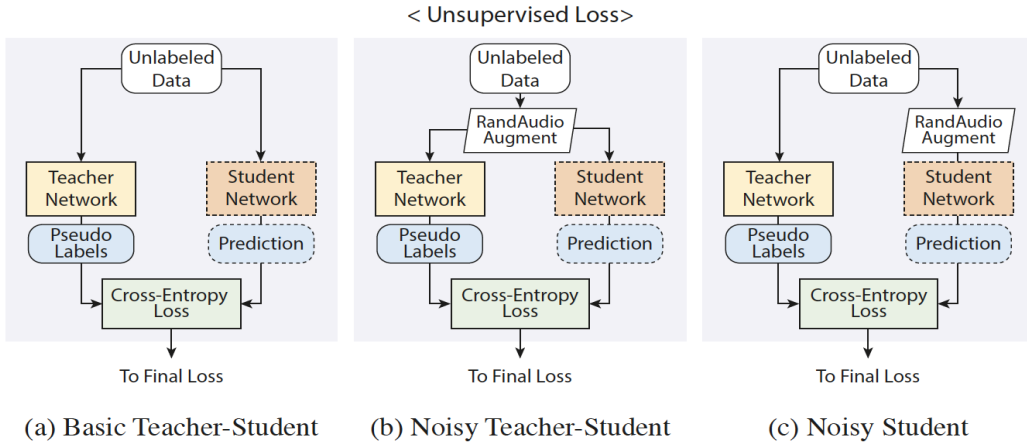 < Unsupervised Loss>
Unlabeled
Data
Teacher
Network
Student
Network
Pseudo
Labels
Prediction
Cross-Entropy
Loss
To Final Loss
(a) Basic Teacher-Student
Unlabeled
Data
RandAudio
Augment
Teacher
Network
Student
Network
Pseudo
Labels
Prediction
Cross-Entropy
Loss
To Final Loss
(b) Noisy Teacher-Student
Unlabeled
Data
RandAudio
Augment
Teacher
Network
Student
Network
Pseudo
Labels
Prediction
Cross-Entropy
Loss
To Final Loss
(c) Noisy Student